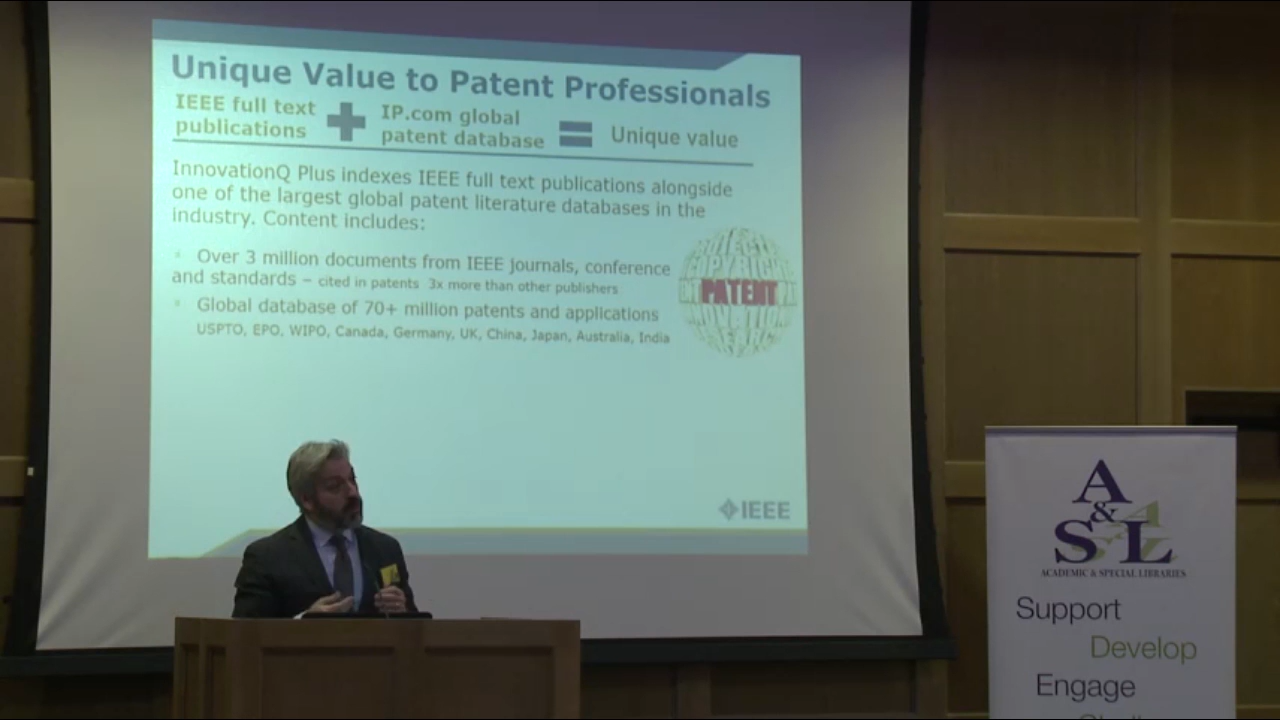 Unique Value to Patent Professionals
IEEE full text
publications
IP.com global
patent database
Unique value
InnovationQ Plus indexes IEEE full text publications alongside
one of the largest global patent literature databases in the
industry. Content includes:
Over 3 million documents from IEEE journals, conference
and standards – cited in patents 3x more than other publishers
Global database of 70+ million patents and applications
USPTO, EPO, WIPO, Canada, Germany, UK, China, Japan, Australia, India
COPYRIGHT
PATENT
IEEE
A
&
SL
ACADEMIC & SPECIAL LIBRARIES
Support
Develop
Engage